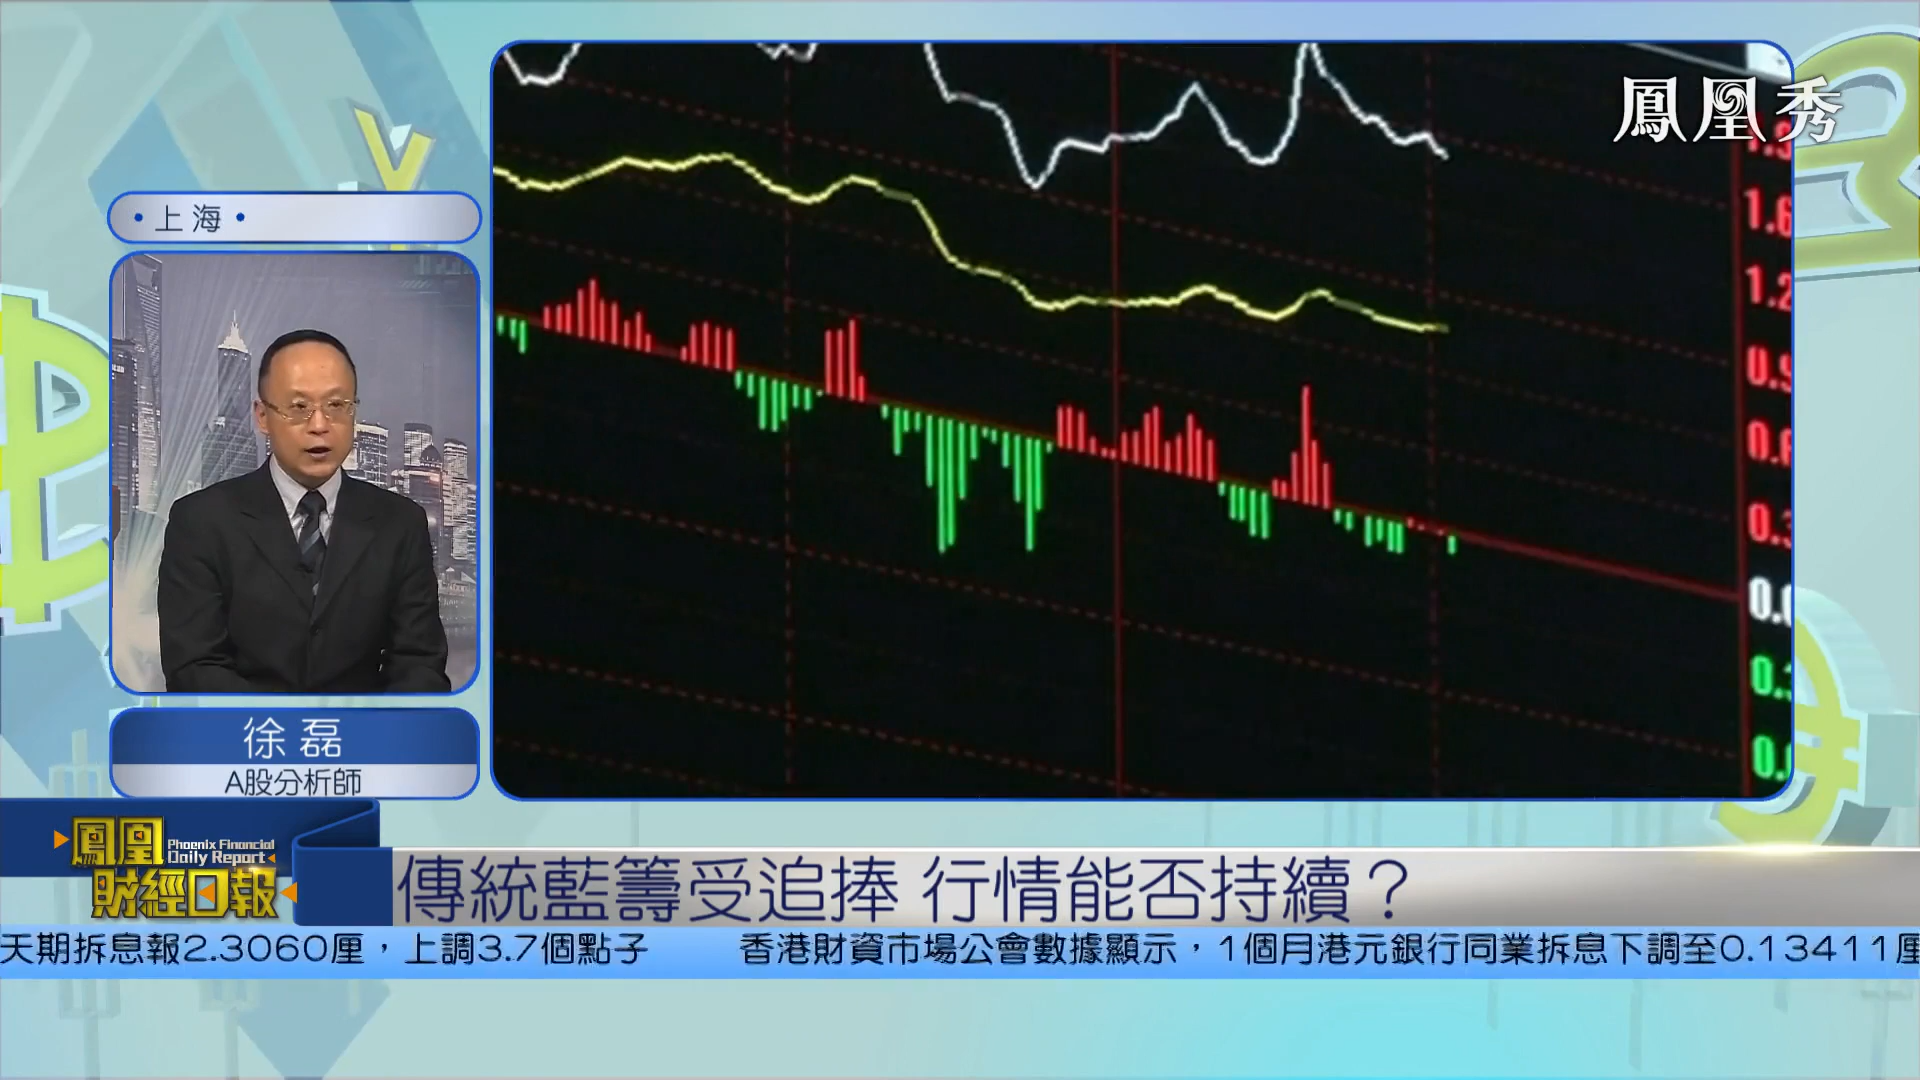 鳳凰秀
• 上海 •
1.6
1.2
0.6
徐磊
A股分析師
鳳凰
Phoenix Financial
Daily Report
財經日報
傳統藍籌受追捧 行情能否持續？
天期拆息報2.3060厘，上調3.7個點子 香港財資市場公會數據顯示，1個月港元銀行同業拆息下調至0.13411厘